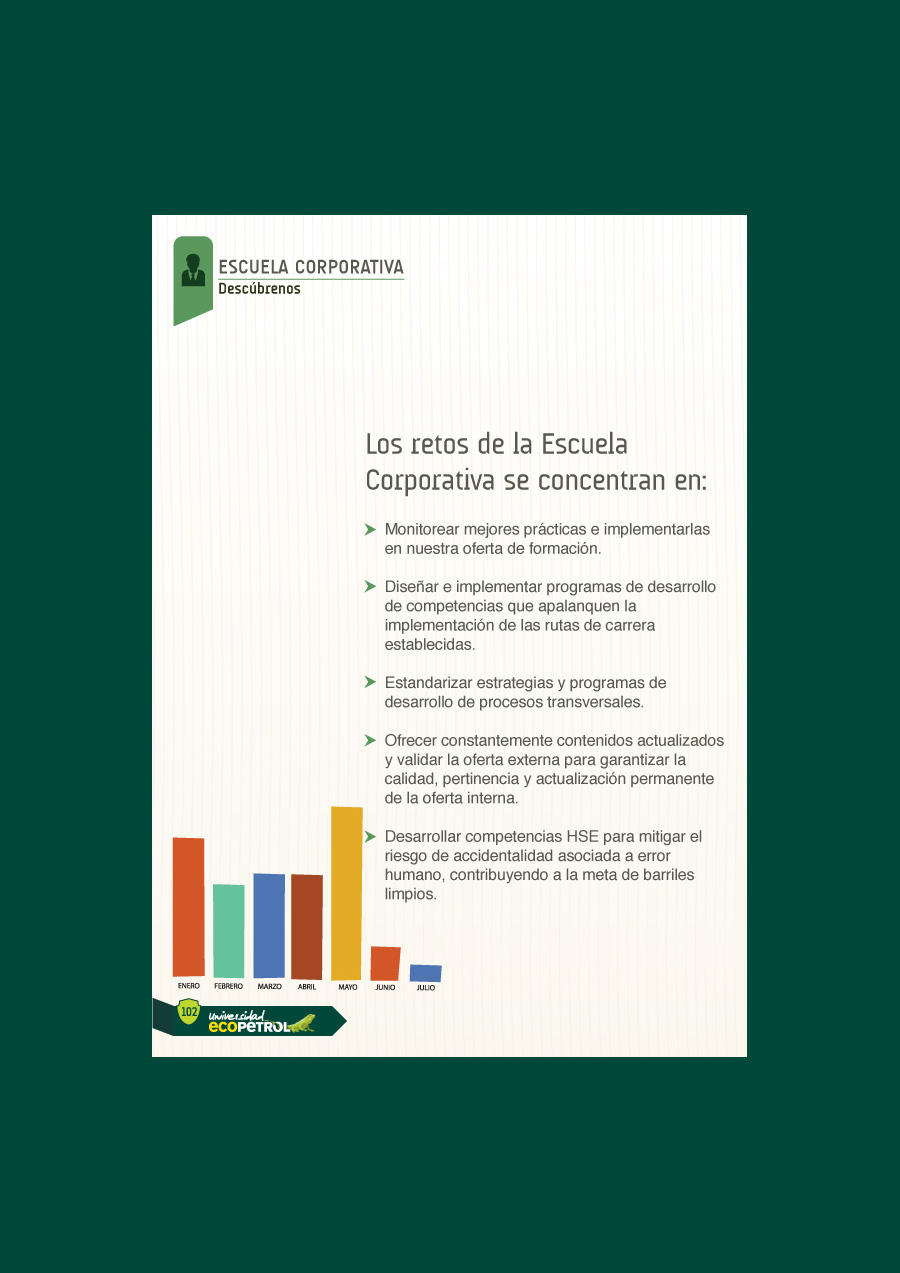 ESCUELA CORPORATIVA
Descúbrenos
Los retos de la Escuela
Corporativa se concentran en:
Monitorear mejores prácticas e implementarlas
en nuestra oferta de formación.
Diseñar e implementar programas de desarrollo
de competencias que apalanquen la
implementación de las rutas de carrera
establecidas.
Estandarizar estrategias y programas de
desarrollo de procesos transversales.
Ofrecer constantemente contenidos actualizados
y validar la oferta externa para garantizar la
calidad, pertinencia y actualización permanente
de la oferta interna.
Desarrollar competencias HSE para mitigar el
riesgo de accidentalidad asociada a error
humano, contribuyendo a la meta de barriles
limpios.
ENERO FEBRERO MARZO ABRIL MAYO JUNIO JULIO
102
universidad
ECOPETROL